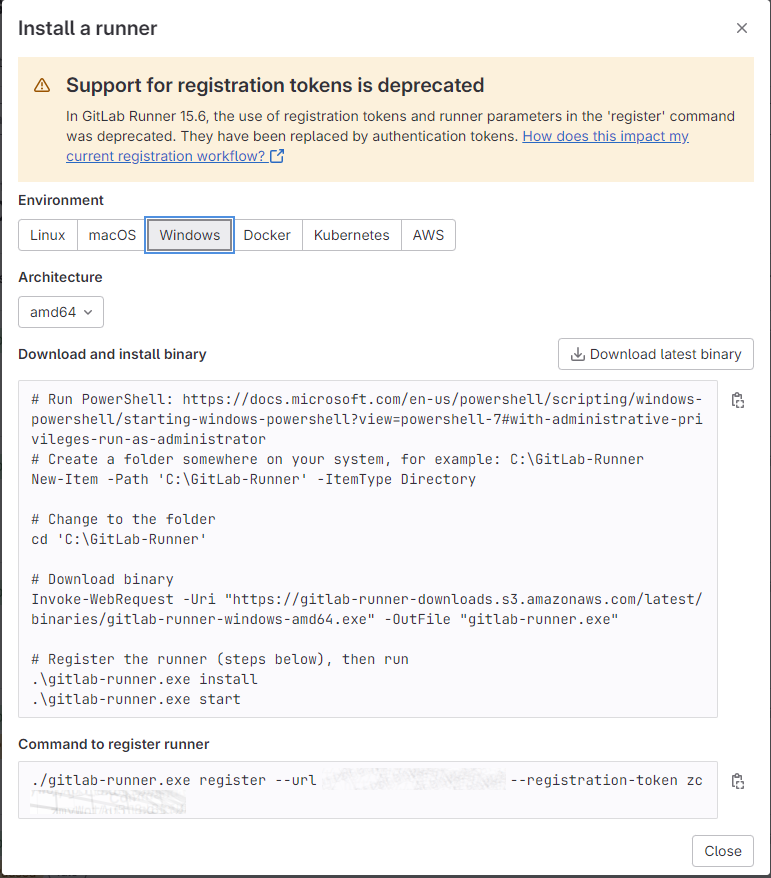 Install a runner
Support for registration tokens is deprecated
In GitLab Runner 15.6, the use of registration tokens and runner parameters in the 'register' command
was deprecated. They have been replaced by authentication tokens. How does this impact my
current registration workflow?
Environment
Linux macOS Windows Docker Kubernetes AWS
Architecture
amd64
Download and install binary
Download latest binary
# Run PowerShell: https://docs.microsoft.com/en-us/powershell/scripting/windows-
powershell/starting-windows-powershell?view=powershell-7#with-administrative-pri
vileges-run-as-administrator
# Create a folder somewhere on your system, for example: C:\GitLab-Runner
New-Item -Path 'C:\GitLab-Runner' -ItemType Directory
# Change to the folder
cd 'C:\GitLab-Runner'
# Download binary
Invoke-WebRequest -Uri "https://gitlab-runner-downloads.s3.amazonaws.com/latest/
binaries/gitlab-runner-windows-amd64.exe" -OutFile "gitlab-runner.exe"
# Register the runner (steps below), then run
.\gitlab-runner.exe install
.\gitlab-runner.exe start
Command to register runner
./gitlab-runner.exe register --url --registration-token zc
Close